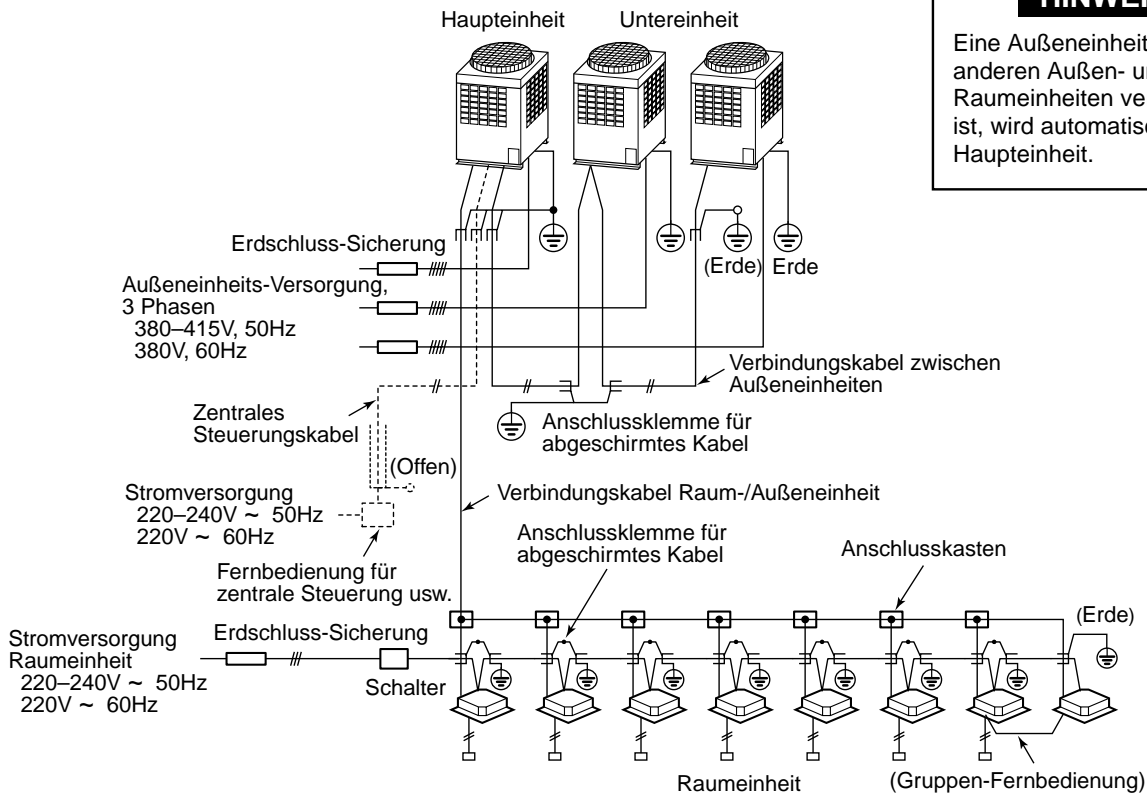 Haupteinheit
Untereinheit
Eine Außeneinheit
anderen Außen- u
Raumeinheiten ve
ist, wird automatis
Haupteinheit.
Erdschluss-Sicherung
Außeneinheits-Versorgung,
3 Phasen
380–415V, 50Hz
380V, 60Hz
(Erde)
Erde
Verbindungskabel zwischen
Außeneinheiten
Zentrales
Steuerungskabel
Anschlussklemme für
abgeschirmtes Kabel
(Offen)
Stromversorgung
220–240V ~ 50Hz
220V ~ 60Hz
Verbindungskabel Raum-/Außeneinheit
Anschlussklemme für
abgeschirmtes Kabel
Anschlusskasten
Fernbedienung für
zentrale Steuerung usw.
(Erde)
Stromversorgung
Raumeinheit
220–240V ~ 50Hz
220V ~ 60Hz
Erdschluss-Sicherung
Schalter
Raumeinheit
(Gruppen-Fernbedienung)